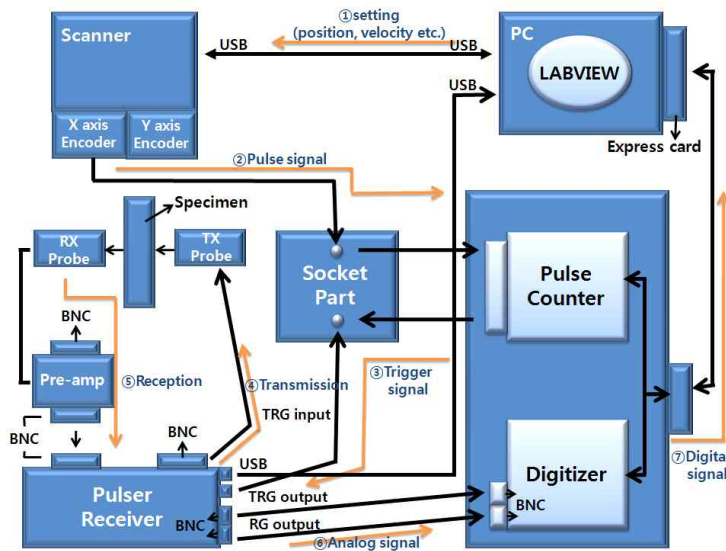 ①setting
(position, velocity etc.)
Scanner
USB
USB
PC
LABVIEW
USB
Express card
X axis
Encoder
Y axis
Encoder
②Pulse signal
Specimen
RX
Probe
TX
Probe
Socket
Part
Pulse
Counter
BNC
Pre-amp
⑤Reception
④Transmission
③Trigger
signal
TRG input
BNC
BNC
USB
Digitizer
⑦Digital
signal
Pulser
Receiver
TRG output
BNC
RG output
BNC
⑥Analog signal